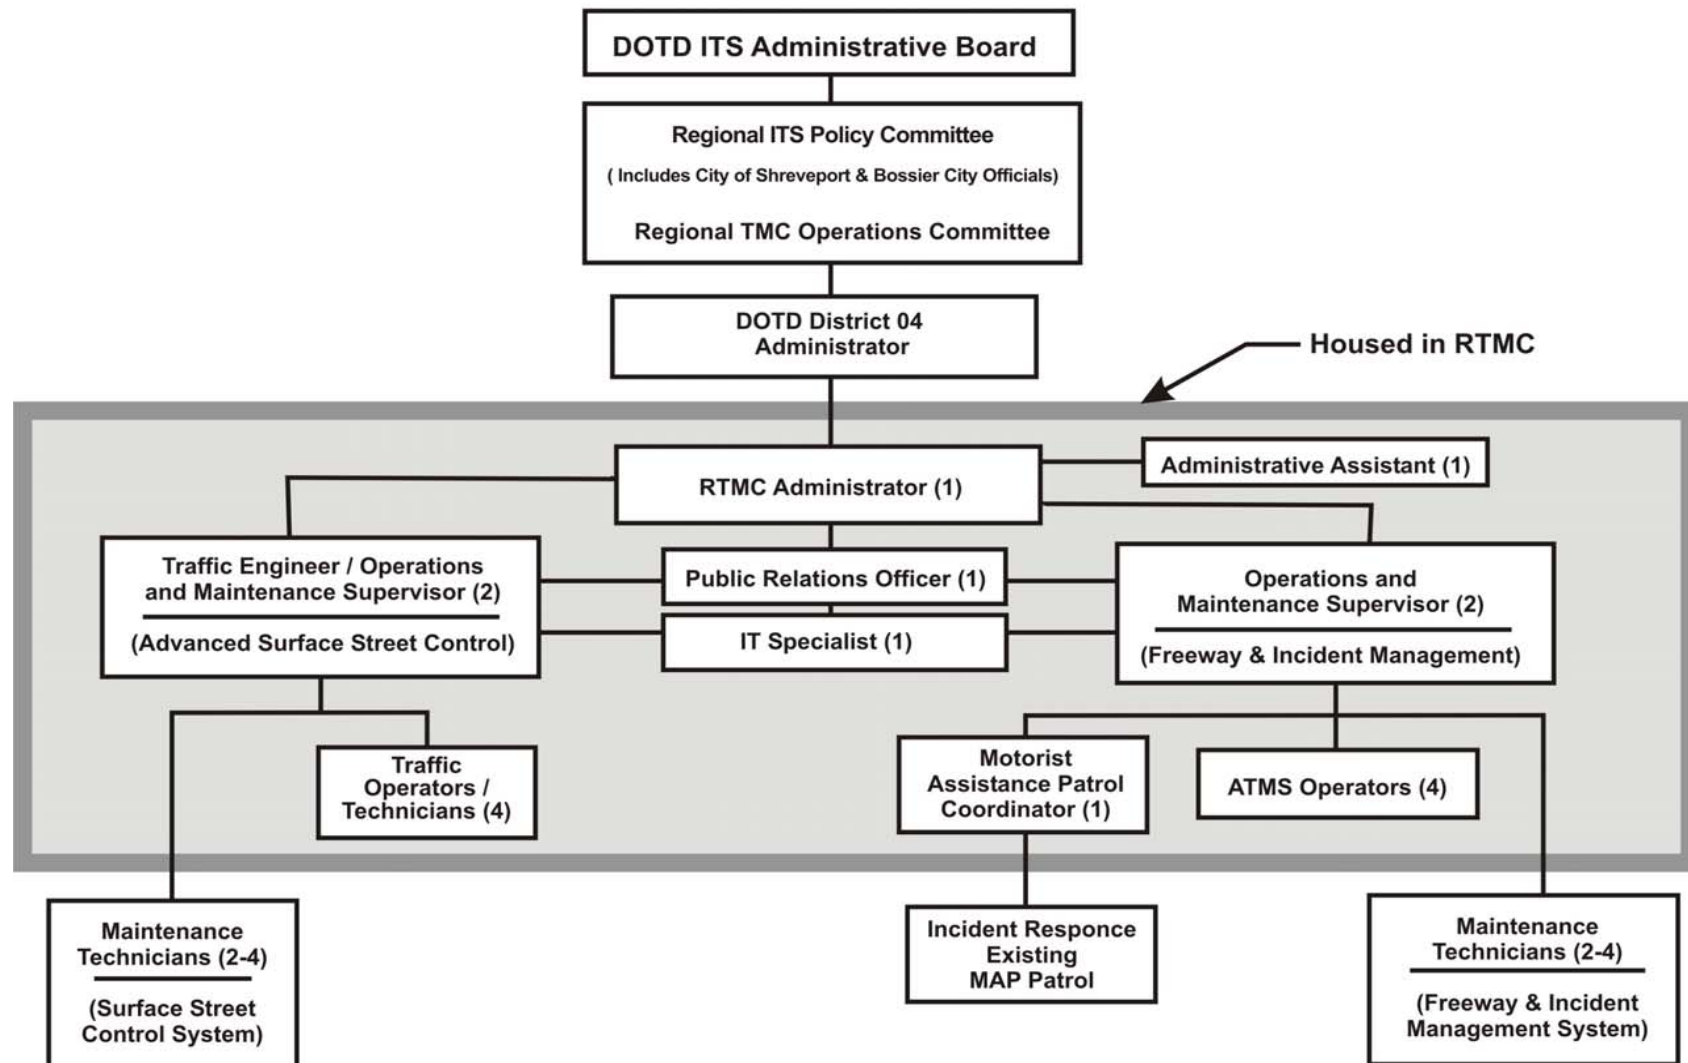 DOTD ITS Administrative Board
Regional ITS Policy Committee
( Includes City of Shreveport & Bossier City Officials)
Regional TMC Operations Committee
DOTD District 04
Administrator
Housed in RTMC
RTMC Administrator (1)
Administrative Assistant (1)
Traffic Engineer / Operations
and Maintenance Supervisor (2)
(Advanced Surface Street Control)
Public Relations Officer (1)
IT Specialist (1)
Operations and
Maintenance Supervisor (2)
(Freeway & Incident Management)
Traffic
Operators /
Technicians (4)
Motorist
Assistance Patrol
Coordinator (1)
ATMS Operators (4)
Maintenance
Technicians (2-4)
(Surface Street
Control System)
Incident Responce
Existing
MAP Patrol
Maintenance
Technicians (2-4)
(Freeway & Incident
Management System)